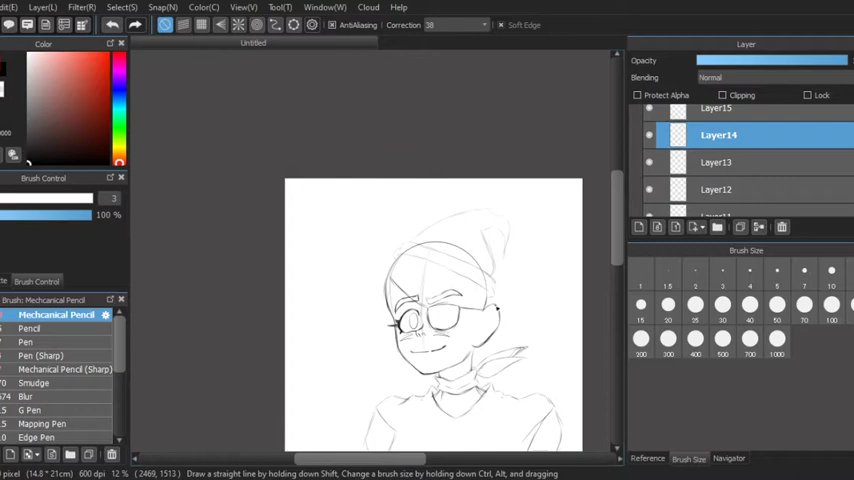 dit(E) Layer(L) Filter(R) Select(S) Snap(N) Color(C) View(V) Tool(T) Window(W) Cloud Help
AntiAliasing Correction 38 Soft Edge
Color
Untitled
Layer
Opacity
Blending Normal
Protect Alpha Clipping Lock
Layer15
Layer14
Layer13
Layer12
0000
Brush Control
3
100 %
Brush Control
Brush: Mechcanical Pencil
Mechcanical Pencil
Pencil
Pen
Pen (Sharp)
Mechcanical Pencil (Sharp)
70 Smudge
Blur
G Pen
Mapping Pen
Edge Pen
Brush Size
1 1.5 2 3 4 5 7 10
15 20 25 30 40 50 70 100
200 300 400 500 700 1000
Reference Brush Size Navigator
pixel (14.8 * 21cm) 600 dpi 12 % ( 2469, 1513 ) Draw a straight line by holding down Shift, Change a brush size by holding down Ctrl, Alt, and dragging